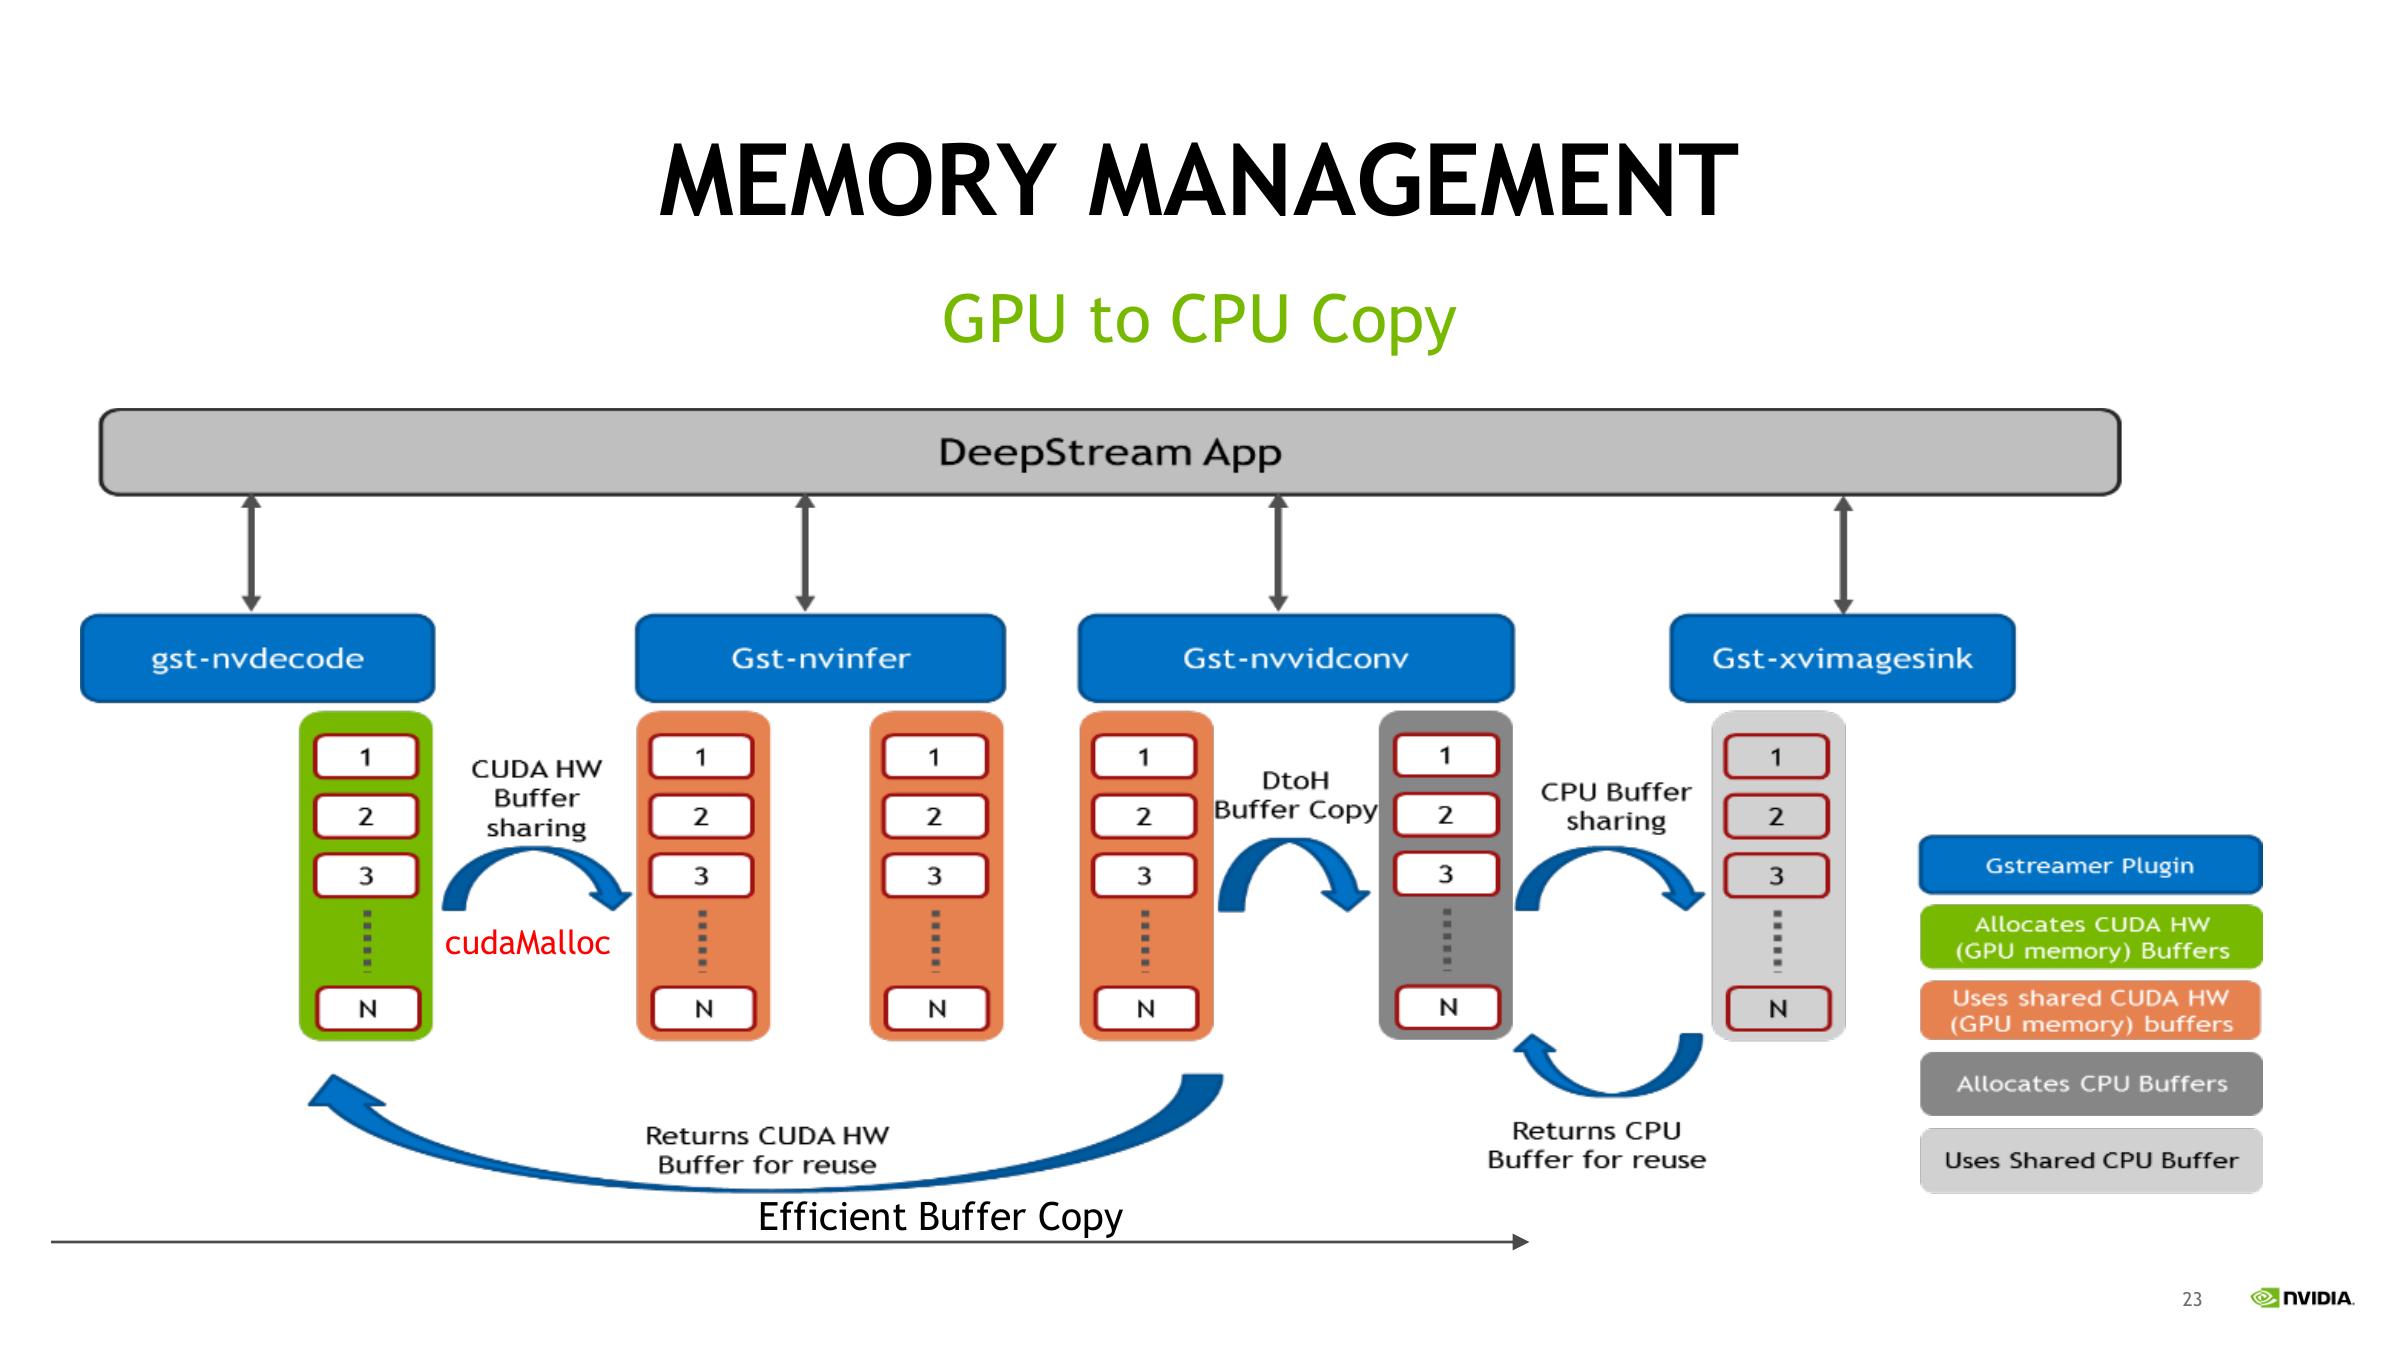 MEMORY MANAGEMENT
GPU to CPU Copy
DeepStream App
gst-nvdecode
Gst-nvinfer
Gst-nvvidconv
Gst-xvimagesink
1
2
3
N
CUDA HW
Buffer
sharing
cudaMalloc
1
2
3
N
1
2
3
N
1
2
3
N
DtoH
Buffer Copy
1
2
3
N
CPU Buffer
sharing
1
2
3
N
Returns CUDA HW
Buffer for reuse
Returns CPU
Buffer for reuse
Efficient Buffer Copy
Gstreamer Plugin
Allocates CUDA HW
(GPU memory) Buffers
Uses shared CUDA HW
(GPU memory) buffers
Allocates CPU Buffers
Uses Shared CPU Buffer
23
NVIDIA.